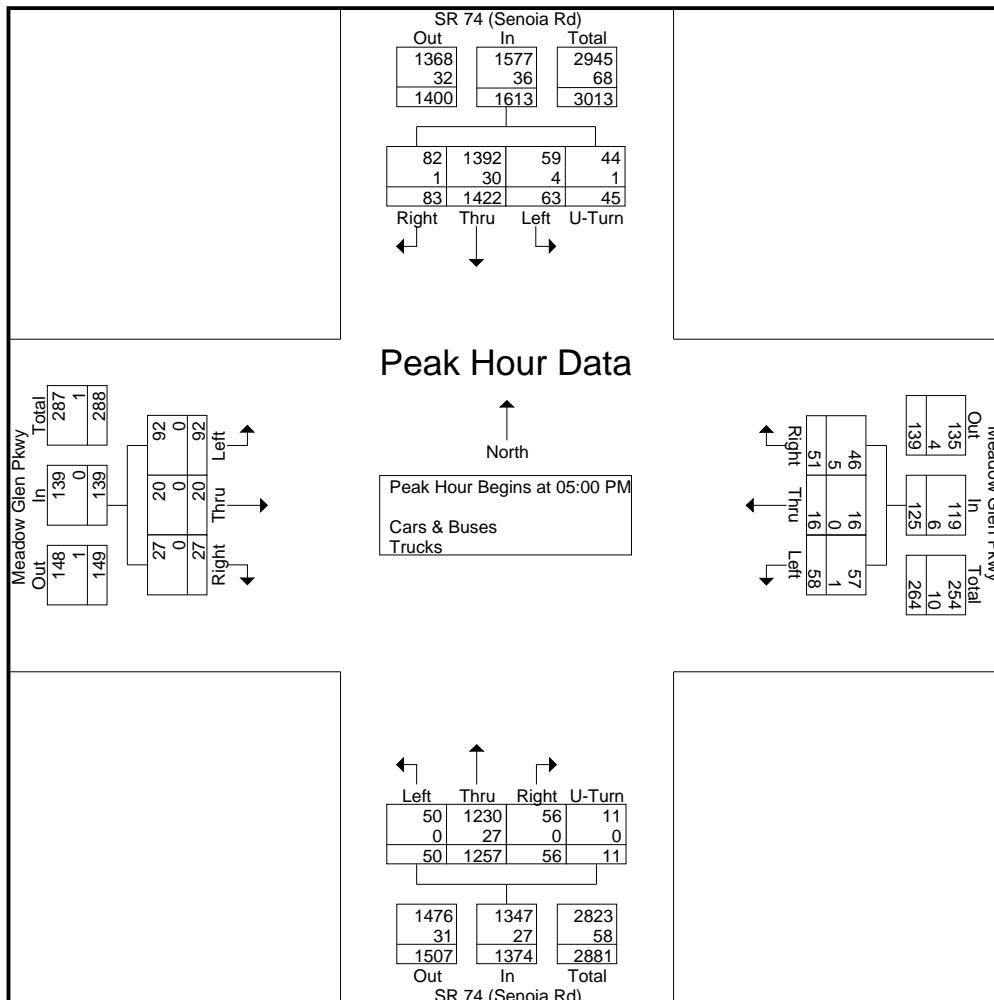 SR 74 (Senoia Rd)
Out In Total
1368 1577 2945
32 36 68
1400 1613 3013
82 1392 59 44
1 30 4 1
83 1422 63 45
Right Thru Left U-Turn
Peak Hour Data
North
Peak Hour Begins at 05:00 PM
Cars & Buses
Trucks
Meadow Glen Pkwy
Out In Total
148 139 287
1 0 1
149 139 288
Left Thru Right
92 20 27
0 0 0
92 20 27
Meadow Glen Pkwy
Out In Total
135 119 254
4 6 10
139 125 264
46 16 57
5 0 1
51 16 58
Right Thru Left
Left Thru Right U-Turn
50 1230 56 11
0 27 0 0
50 1257 56 11
1476 1347 2823
31 27 58
1507 1374 2881
Out In Total
SR 74 (Senoia Rd)